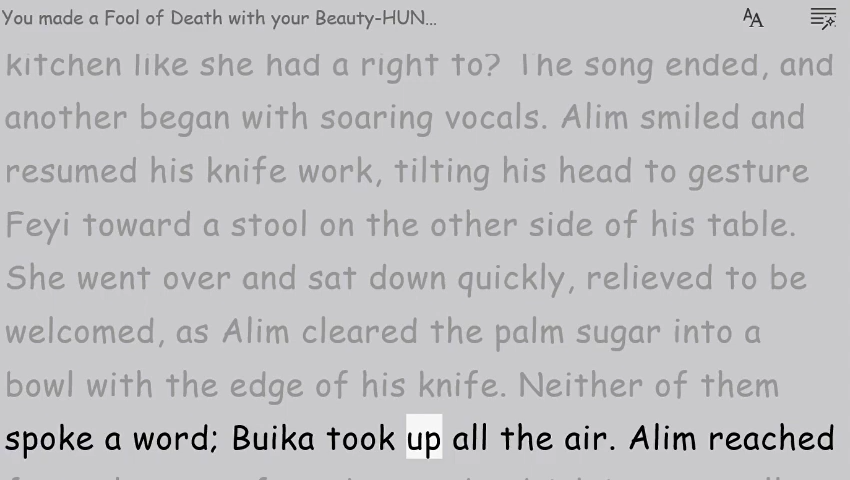 You made a Fool of Death with your Beauty-HUN...
AA
kitchen like she had a right to? The song ended, and
another began with soaring vocals. Alim smiled and
resumed his knife work, tilting his head to gesture
Feyi toward a stool on the other side of his table.
She went over and sat down quickly, relieved to be
welcomed, as Alim cleared the palm sugar into a
bowl with the edge of his knife. Neither of them
spoke a word; Buika took up all the air. Alim reached